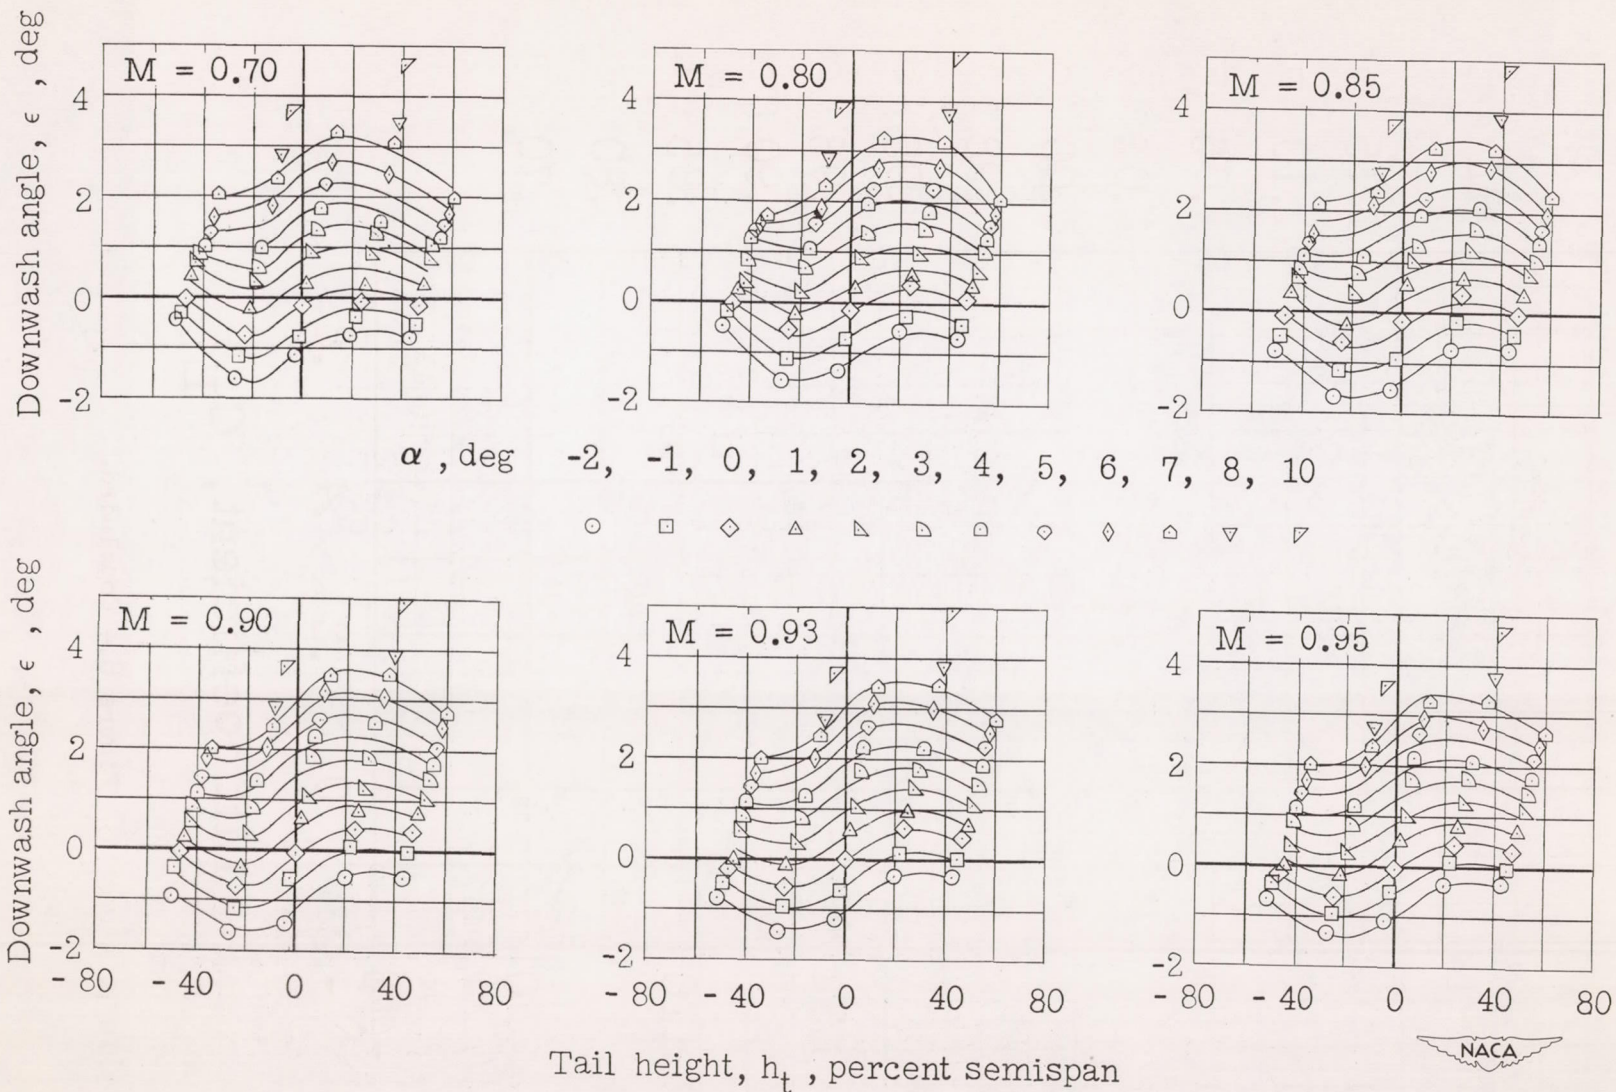 Downwash angle, ϵ , deg
M = 0.70
4
2
0
-2
M = 0.80
4
2
0
-2
M = 0.85
4
2
0
-2
α , deg -2, -1, 0, 1, 2, 3, 4, 5, 6, 7, 8, 10
Downwash angle, ϵ , deg
M = 0.90
4
2
0
-2
M = 0.93
4
2
0
-2
M = 0.95
4
2
0
-2
- 80 - 40 0 40 80
- 80 - 40 0 40 80
- 80 - 40 0 40 80
Tail height, ht , percent semispan
NACA